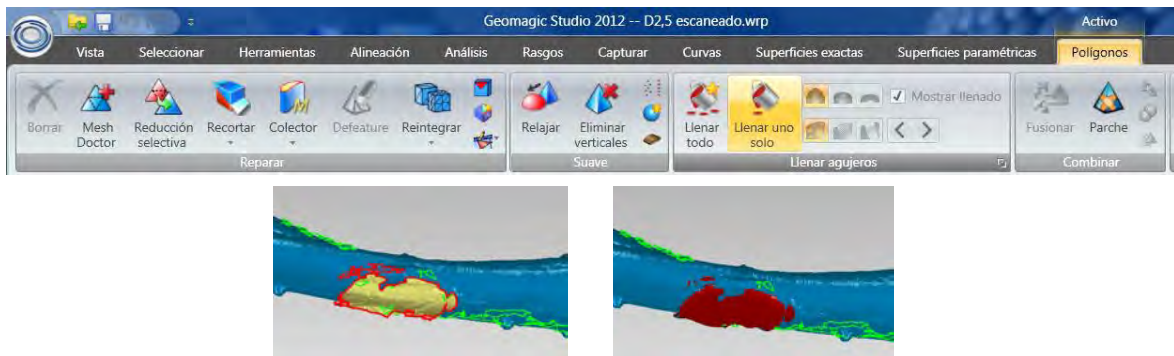 Geomagic Studio 2012 -- D2,5 escaneado.wrp
Activo
Vista Seleccionar Herramientas Alineación Análisis Rasgos Capturar Curvas Superficies exactas Superficies paramétricas Polígonos
Borrar Mesh Doctor Reducción selectiva Recortar Colector Defeature Reintegrar
Reparar
Relajar Eliminar verticales
Suave
Llenar todo Llenar uno solo Mostrar llenado
Llenar agujeros
Fusionar Parche
Combinar